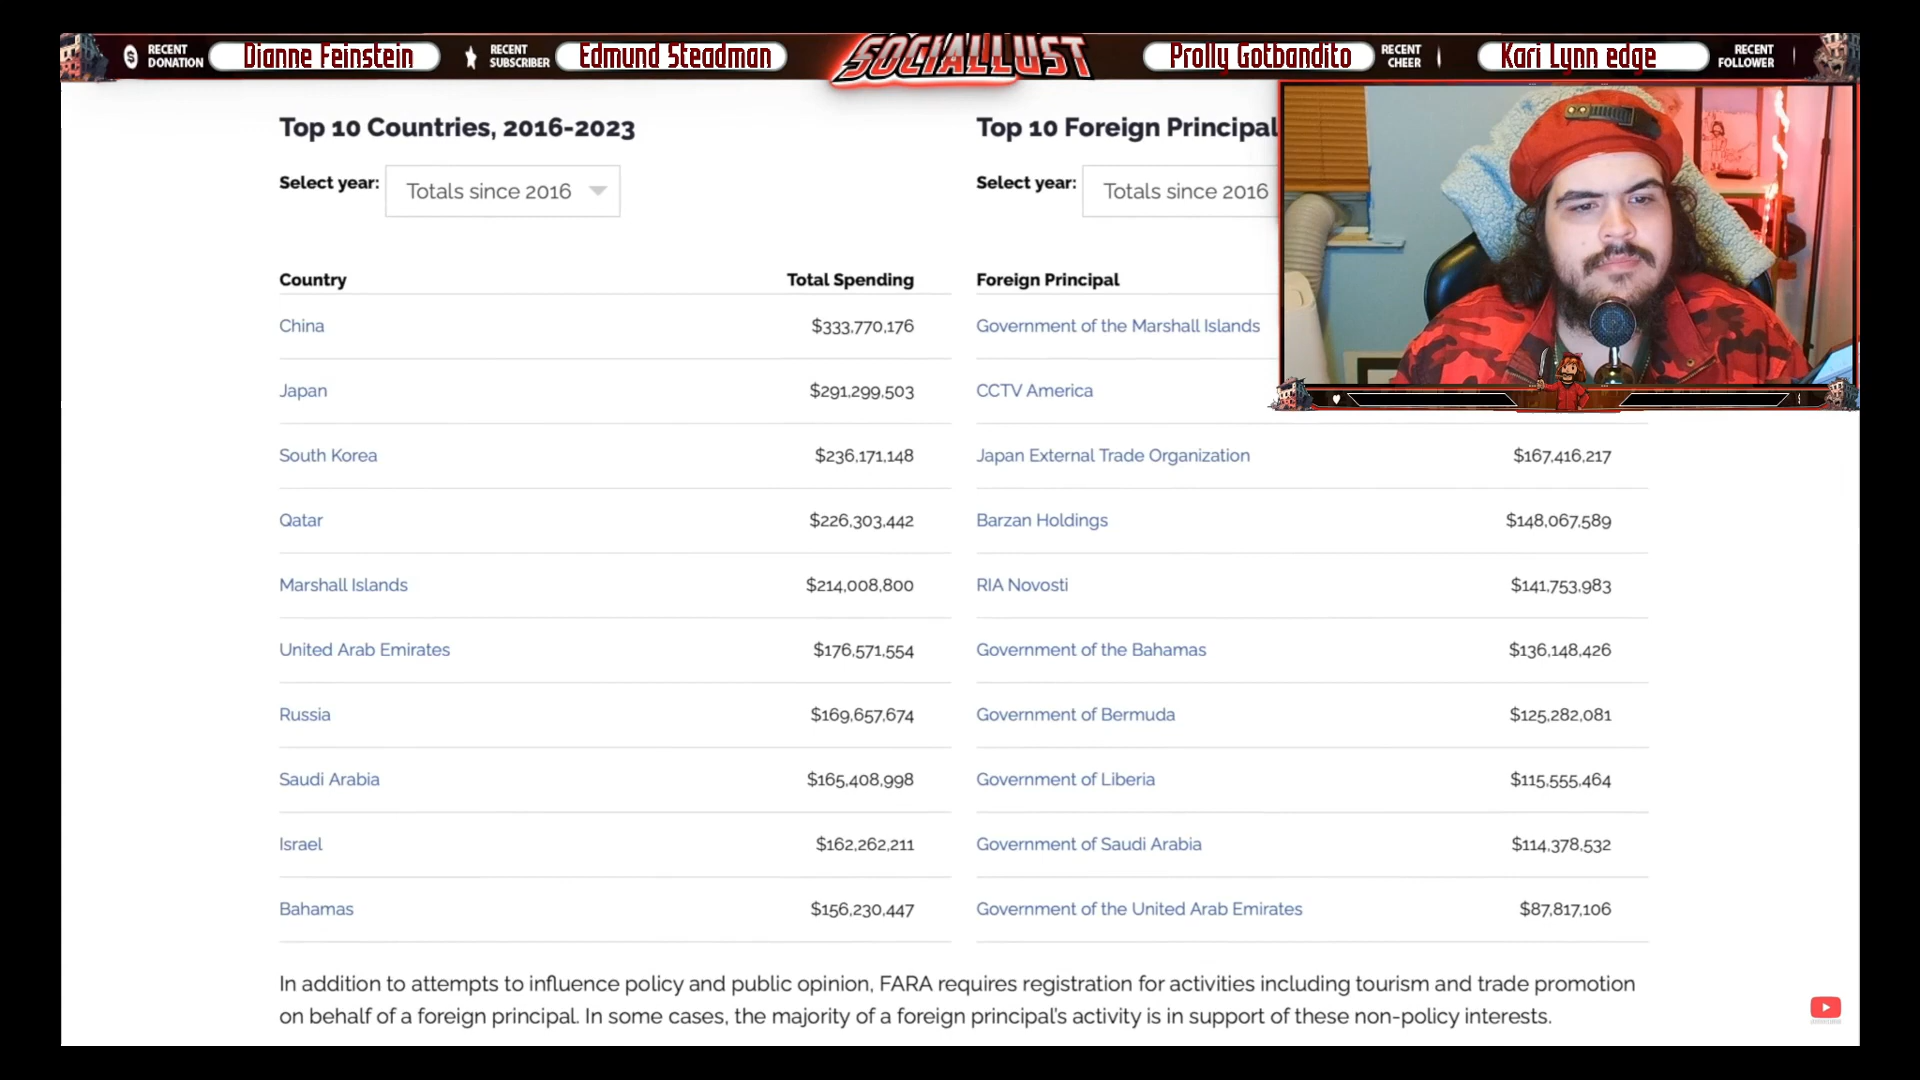 RECENT DONATION
Dianne Feinstein
RECENT SUBSCRIBER
Edmund Steadman
SOCIALLUST
Prolly Gotbandito
RECENT CHEER
Kari Lynn edge
RECENT FOLLOWER
Top 10 Countries, 2016-2023
Select year:
Totals since 2016
Country Total Spending
China $333,770,176
Japan $291,299,503
South Korea $236,171,148
Qatar $226,303,442
Marshall Islands $214,008,800
United Arab Emirates $176,571,554
Russia $169,657,674
Saudi Arabia $165,408,998
Israel $162,262,211
Bahamas $156,230,447
Top 10 Foreign Principal
Select year:
Totals since 2016
Foreign Principal
Government of the Marshall Islands
CCTV America
Japan External Trade Organization $167,416,217
Barzan Holdings $148,067,589
RIA Novosti $141,753,983
Government of the Bahamas $136,148,426
Government of Bermuda $125,282,081
Government of Liberia $115,555,464
Government of Saudi Arabia $114,378,532
Government of the United Arab Emirates $87,817,106
In addition to attempts to influence policy and public opinion, FARA requires registration for activities including tourism and trade promotion
on behalf of a foreign principal. In some cases, the majority of a foreign principal's activity is in support of these non-policy interests.